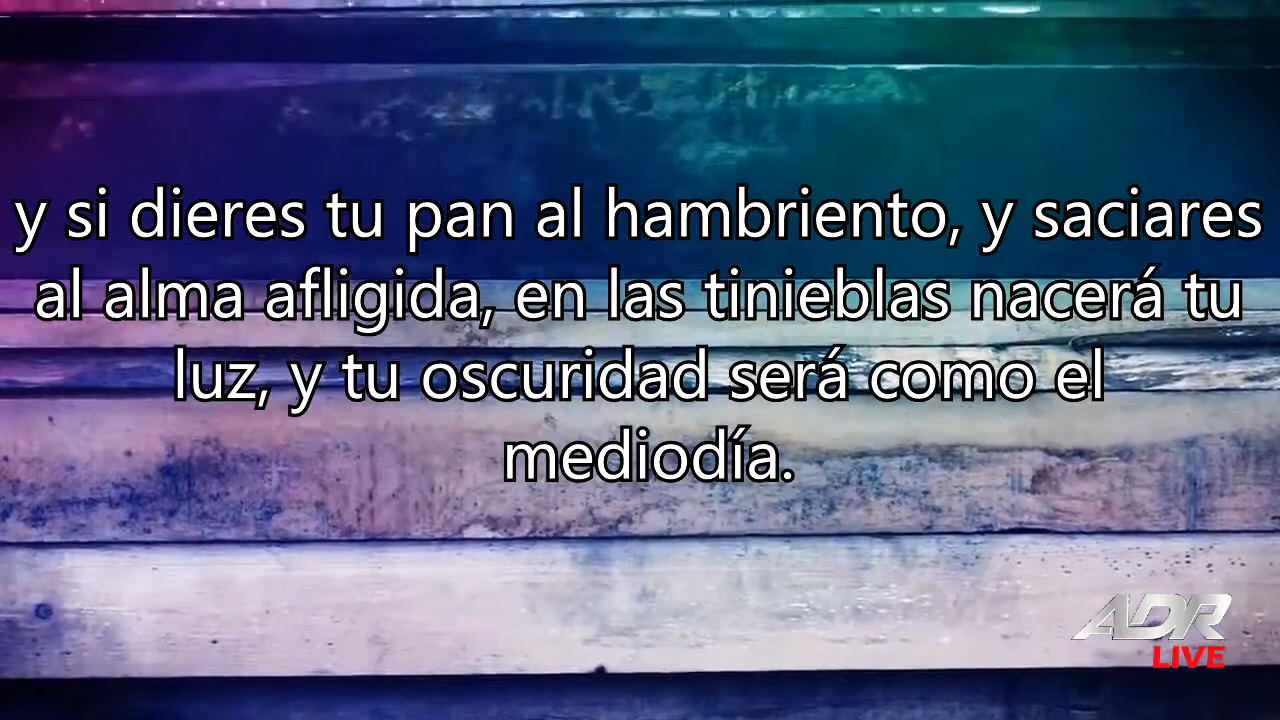 y si dieres tu pan al hambriento, y saciares
al alma afligida, en las tinieblas nacerá tu
luz, y tu oscuridad será como el
mediodía.
ADR
LIVE